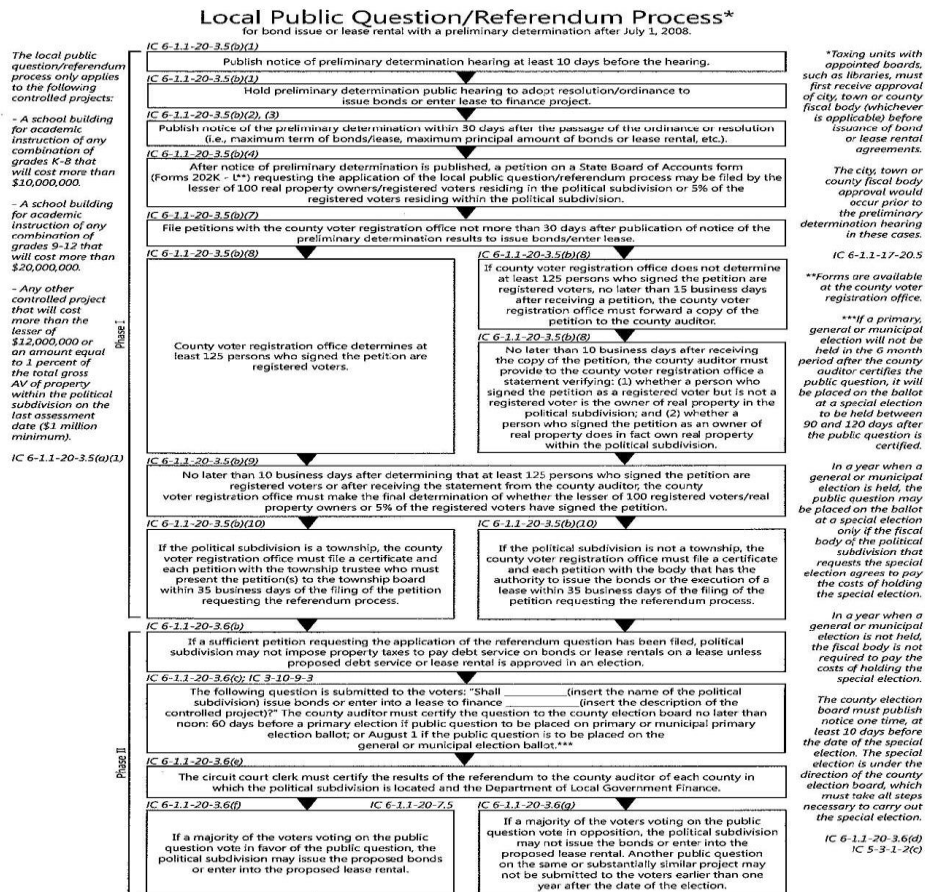 Local Public Question/Referendum Process*
for bond issue or lease rental with a preliminary determination after July 1, 2008.
The local public
question/referendum
process only applies
to the following
controlled projects:
- A school building
for academic
instruction of any
combination of
grades K-8 that
will cost more than
$10,000,000.
- A school building
for academic
instruction of any
combination of
grades 9-12 that
will cost more than
$20,000,000.
- Any other
controlled project
that will cost
more than the
lesser of
$12,000,000 or
an amount equal
to 1 percent of
the total gross
AV of property
within the political
subdivision on the
last assessment
date ($1 million
minimum).
IC 6-1.1-20-3.5(a)(1)
Phase I
IC 6-1.1-20-3.5(b)(1)
Publish notice of preliminary determination hearing at least 10 days before the hearing.
IC 6-1.1-20-3.5(b)(1)
Hold preliminary determination public hearing to adopt resolution/ordinance to
issue bonds or enter lease to finance project.
IC 6-1.1-20-3.5(b)(2), (3)
Publish notice of the preliminary determination within 30 days after the passage of the ordinance or resolution
(i.e., maximum term of bonds/lease, maximum principal amount of bonds or lease rental, etc.).
IC 6-1.1-20-3.5(b)(4)
After notice of preliminary determination is published, a petition on a State Board of Accounts form
(Forms 202K - L**) requesting the application of the local public question/referendum process may be filed by the
lesser of 100 real property owners/registered voters residing in the political subdivision or 5% of the
registered voters residing within the political subdivision.
IC 6-1.1-20-3.5(b)(7)
File petitions with the county voter registration office not more than 30 days after publication of notice of the
preliminary determination results to issue bonds/enter lease.
IC 6-1.1-20-3.5(b)(8)
County voter registration office determines at
least 125 persons who signed the petition are
registered voters.
IC 6-1.1-20-3.5(b)(8)
If county voter registration office does not determine
at least 125 persons who signed the petition are
registered voters, no later than 15 business days
after receiving a petition, the county voter
registration office must forward a copy of the
petition to the county auditor.
IC 6-1.1-20-3.5(b)(8)
No later than 10 business days after receiving
the copy of the petition, the county auditor must
provide to the county voter registration office a
statement verifying: (1) whether a person who
signed the petition as a registered voter but is not a
registered voter is the owner of real property in the
political subdivision; and (2) whether a
person who signed the petition as an owner of
real property does in fact own real property
within the political subdivision.
IC 6-1.1-20-3.5(b)(9)
No later than 10 business days after determining that at least 125 persons who signed the petition are
registered voters or after receiving the statement from the county auditor, the county
voter registration office must make the final determination of whether the lesser of 100 registered voters/real
property owners or 5% of the registered voters have signed the petition.
IC 6-1.1-20-3.5(b)(10)
If the political subdivision is a township, the county
voter registration office must file a certificate and
each petition with the township trustee who must
present the petition(s) to the township board
within 35 business days of the filing of the petition
requesting the referendum process.
IC 6-1.1-20-3.5(b)(10)
If the political subdivision is not a township, the
county voter registration office must file a certificate
and each petition with the body that has the
authority to issue the bonds or the execution of a
lease within 35 business days of the filing of the
petition requesting the referendum process.
Phase II
IC 6-1.1-20-3.6(b)
If a sufficient petition requesting the application of the referendum question has been filed, political
subdivision may not impose property taxes to pay debt service on bonds or lease rentals on a lease unless
proposed debt service or lease rental is approved in an election.
IC 6-1.1-20-3.6(c); IC 3-10-9-3
The following question is submitted to the voters: "Shall __________(insert the name of the political
subdivision) issue bonds or enter into a lease to finance __________(insert the description of the
controlled project)?" The county auditor must certify the question to the county election board no later than
noon: 60 days before a primary election if public question to be placed on primary or municipal primary
election ballot; or August 1 if the public question is to be placed on the
general or municipal election ballot.***
IC 6-1.1-20-3.6(e)
The circuit court clerk must certify the results of the referendum to the county auditor of each county in
which the political subdivision is located and the Department of Local Government Finance.
IC 6-1.1-20-3.6(f) IC 6-1.1-20-7.5
If a majority of the voters voting on the public
question vote in favor of the public question, the
political subdivision may issue the proposed bonds
or enter into the proposed lease rental.
IC 6-1.1-20-3.6(g)
If a majority of the voters voting on the public
question vote in opposition, the political subdivision
may not issue the bonds or enter into the
proposed lease rental. Another public question
on the same or substantially similar project may
not be submitted to the voters earlier than one
year after the date of the election.
*Taxing units with
appointed boards,
such as libraries, must
first receive approval
of city, town or county
fiscal body (whichever
is applicable) before
issuance of bond
or lease rental
agreements.
The city, town or
county fiscal body
approval would
occur prior to
the preliminary
determination hearing
in these cases.
IC 6-1.1-17-20.5
**Forms are available
at the county voter
registration office.
***If a primary,
general or municipal
election will not be
held in the 6 month
period after the county
auditor certifies the
public question, it will
be placed on the ballot
at a special election
to be held between
90 and 120 days after
the public question is
certified.
In a year when a
general or municipal
election is held, the
public question may
be placed on the ballot
at a special election
only if the fiscal
body of the political
subdivision that
requests the special
election agrees to pay
the costs of holding
the special election.
In a year when a
general or municipal
election is not held,
the fiscal body is not
required to pay the
costs of holding the
special election.
The county election
board must publish
notice one time, at
least 10 days before
the date of the special
election. The special
election is under the
direction of the county
election board, which
must take all steps
necessary to carry out
the special election.
IC 6-1.1-20-3.6(d)
IC 5-3-1-2(c)